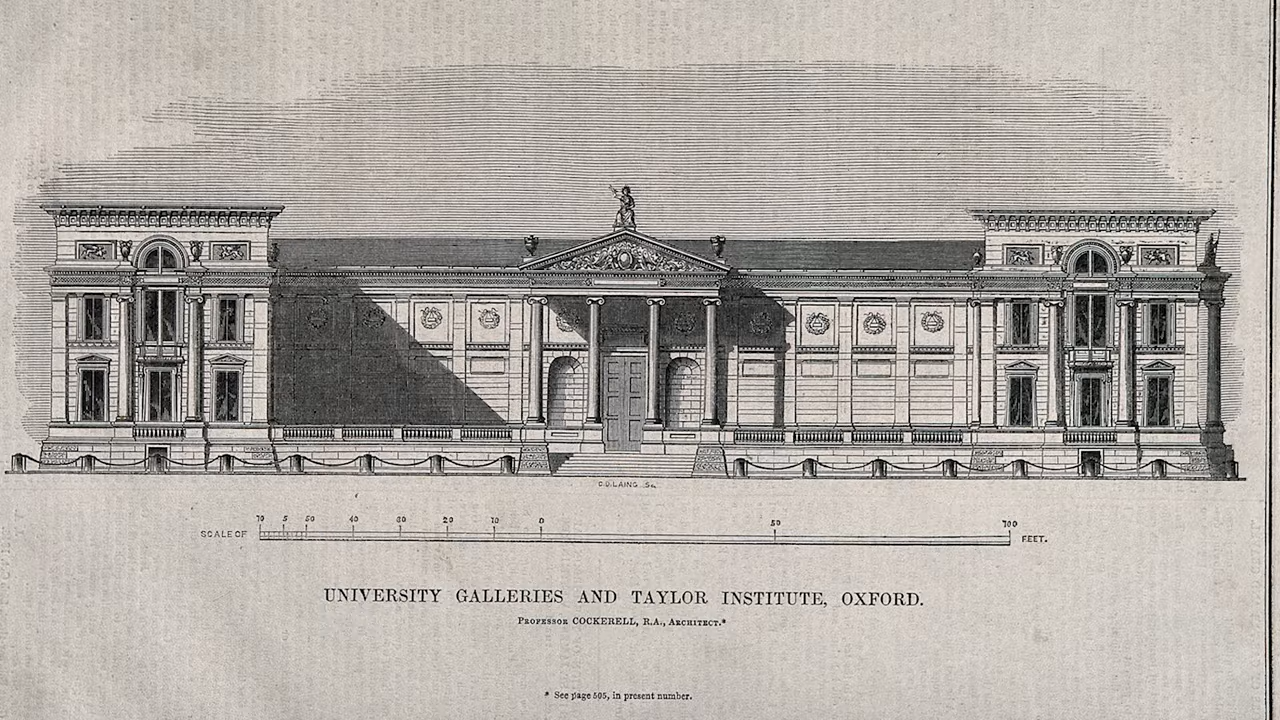 C.D.LAING Sc.
10 5 50 40 30 20 10 0 50 100
SCALE OF FEET.
UNIVERSITY GALLERIES AND TAYLOR INSTITUTE, OXFORD.
PROFESSOR COCKERELL, R.A., ARCHITECT.*
* See page 505, in present number.